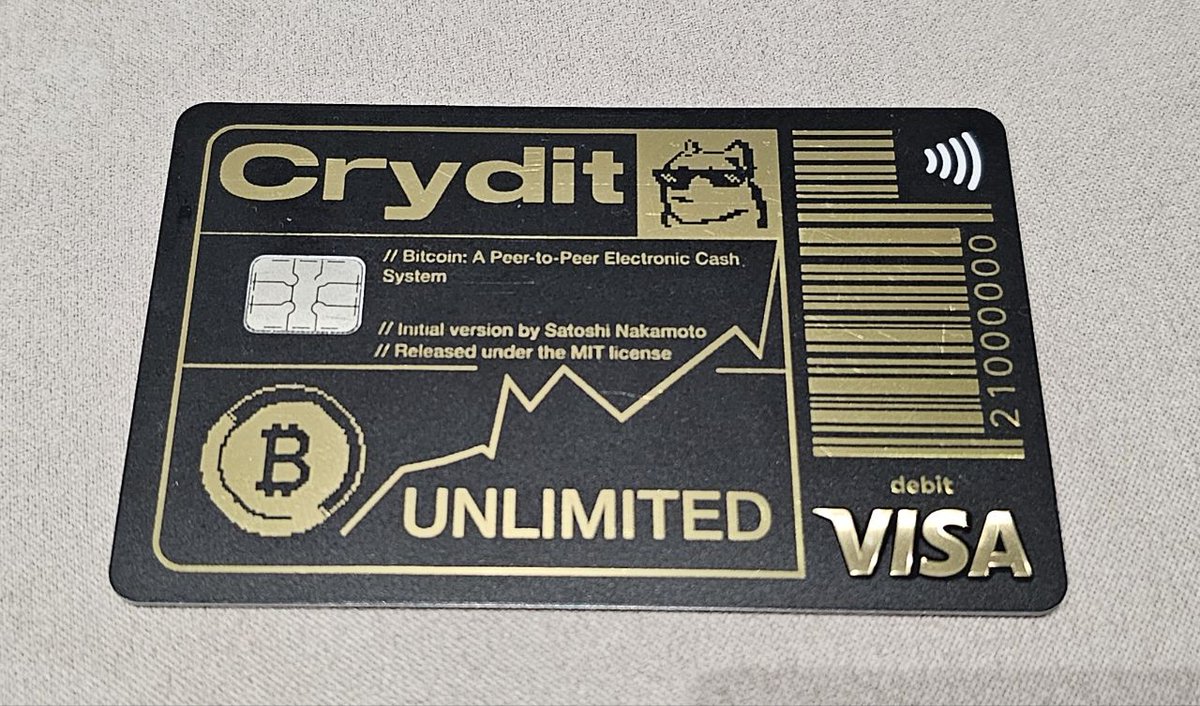 Crydit
// Bitcoin: A Peer-to-Peer Electronic Cash
System
// Initial version by Satoshi Nakamoto
// Released under the MIT license
B
UNLIMITED
21000000
debit
VISA